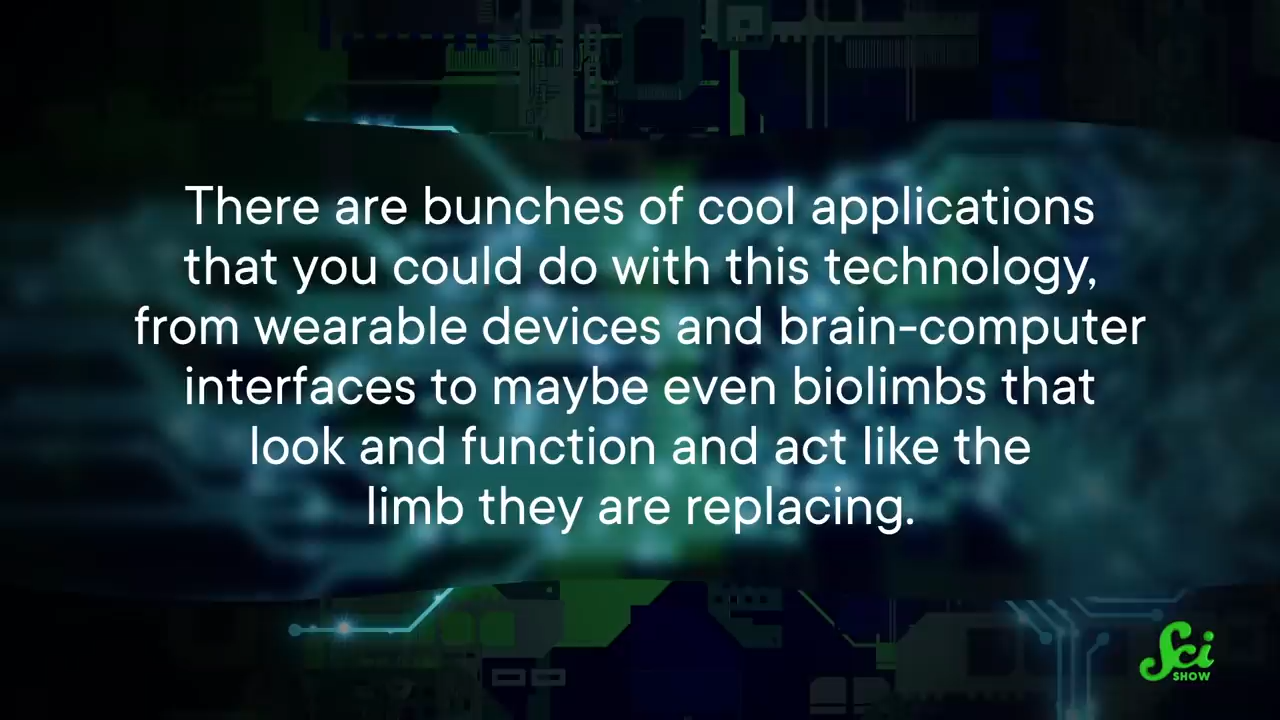 There are bunches of cool applications
that you could do with this technology,
from wearable devices and brain-computer
interfaces to maybe even biolimbs that
look and function and act like the
limb they are replacing.
Sci
SHOW